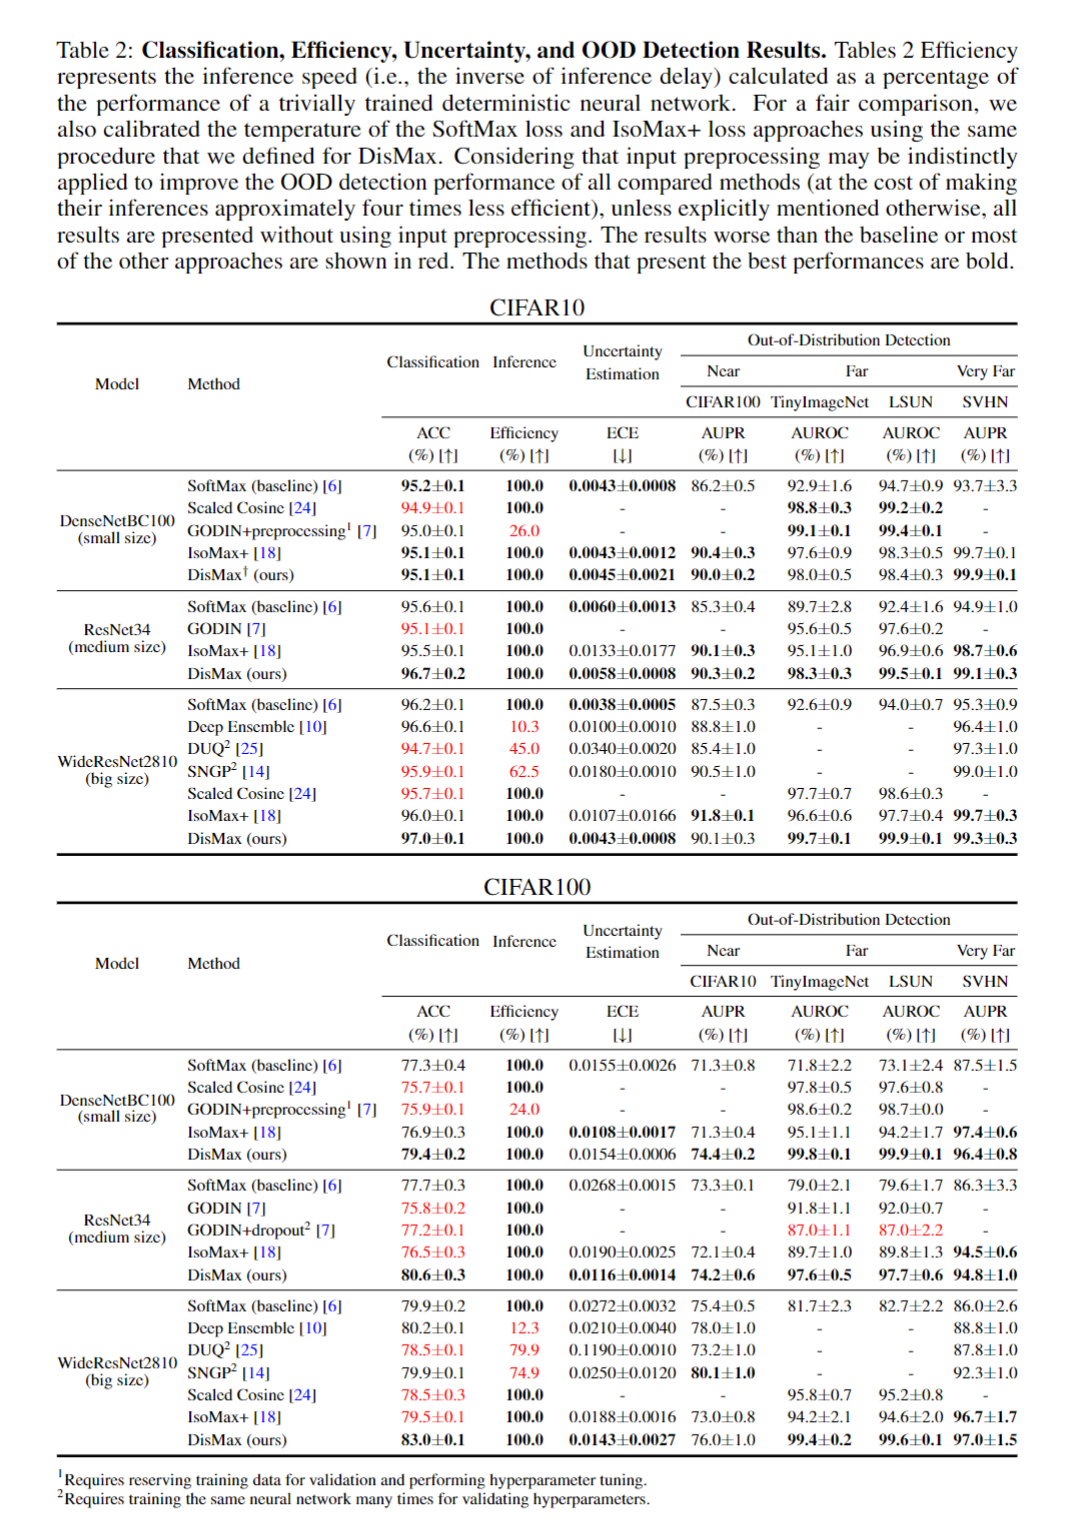 Table 2: Classification, Efficiency, Uncertainty, and OOD Detection Results. Tables 2 Efficiency
represents the inference speed (i.e., the inverse of inference delay) calculated as a percentage of
the performance of a trivially trained deterministic neural network. For a fair comparison, we
also calibrated the temperature of the SoftMax loss and IsoMax+ loss approaches using the same
procedure that we defined for DisMax. Considering that input preprocessing may be indistinctly
applied to improve the OOD detection performance of all compared methods (at the cost of making
their inferences approximately four times less efficient), unless explicitly mentioned otherwise, all
results are presented without using input preprocessing. The results worse than the baseline or most
of the other approaches are shown in red. The methods that present the best performances are bold.
CIFAR10
Model Method Classification Inference Uncertainty Estimation Out-of-Distribution Detection
Near Far Very Far
CIFAR100 TinyImageNet LSUN SVHN
ACC Efficiency ECE AUPR AUROC AUROC AUPR
(%) [↑] (%) [↑] [↓] (%) [↑] (%) [↑] (%) [↑] (%) [↑]
DenseNetBC100 (small size)
SoftMax (baseline) [6] 95.2±0.1 100.0 0.0043±0.0008 86.2±0.5 92.9±1.6 94.7±0.9 93.7±3.3
Scaled Cosine [24] 94.9±0.1 100.0 - - 98.8±0.3 99.2±0.2 -
GODIN+preprocessing¹ [7] 95.0±0.1 26.0 - - 99.1±0.1 99.4±0.1 -
IsoMax+ [18] 95.1±0.1 100.0 0.0043±0.0012 90.4±0.3 97.6±0.9 98.3±0.5 99.7±0.1
DisMax† (ours) 95.1±0.1 100.0 0.0045±0.0021 90.0±0.2 98.0±0.5 98.4±0.3 99.9±0.1
ResNet34 (medium size)
SoftMax (baseline) [6] 95.6±0.1 100.0 0.0060±0.0013 85.3±0.4 89.7±2.8 92.4±1.6 94.9±1.0
GODIN [7] 95.1±0.1 100.0 - - 95.6±0.5 97.6±0.2 -
IsoMax+ [18] 95.5±0.1 100.0 0.0133±0.0177 90.1±0.3 95.1±1.0 96.9±0.6 98.7±0.6
DisMax (ours) 96.7±0.2 100.0 0.0058±0.0008 90.3±0.2 98.3±0.3 99.5±0.1 99.1±0.3
WideResNet2810 (big size)
SoftMax (baseline) [6] 96.2±0.1 100.0 0.0038±0.0005 87.5±0.3 92.6±0.9 94.0±0.7 95.3±0.9
Deep Ensemble [10] 96.6±0.1 10.3 0.0100±0.0010 88.8±1.0 - - 96.4±1.0
DUQ² [25] 94.7±0.1 45.0 0.0340±0.0020 85.4±1.0 - - 97.3±1.0
SNGP² [14] 95.9±0.1 62.5 0.0180±0.0010 90.5±1.0 - - 99.0±1.0
Scaled Cosine [24] 95.7±0.1 100.0 - - 97.7±0.7 98.6±0.3 -
IsoMax+ [18] 96.0±0.1 100.0 0.0107±0.0166 91.8±0.1 96.6±0.6 97.7±0.4 99.7±0.3
DisMax (ours) 97.0±0.1 100.0 0.0043±0.0008 90.1±0.3 99.7±0.1 99.9±0.1 99.3±0.3
CIFAR100
Model Method Classification Inference Uncertainty Estimation Out-of-Distribution Detection
Near Far Very Far
CIFAR10 TinyImageNet LSUN SVHN
ACC Efficiency ECE AUPR AUROC AUROC AUPR
(%) [↑] (%) [↑] [↓] (%) [↑] (%) [↑] (%) [↑] (%) [↑]
DenseNetBC100 (small size)
SoftMax (baseline) [6] 77.3±0.4 100.0 0.0155±0.0026 71.3±0.8 71.8±2.2 73.1±2.4 87.5±1.5
Scaled Cosine [24] 75.7±0.1 100.0 - - 97.8±0.5 97.6±0.8 -
GODIN+preprocessing¹ [7] 75.9±0.1 24.0 - - 98.6±0.2 98.7±0.0 -
IsoMax+ [18] 76.9±0.3 100.0 0.0108±0.0017 71.3±0.4 95.1±1.1 94.2±1.7 97.4±0.6
DisMax (ours) 79.4±0.2 100.0 0.0154±0.0006 74.4±0.2 99.8±0.1 99.9±0.1 96.4±0.8
ResNet34 (medium size)
SoftMax (baseline) [6] 77.7±0.3 100.0 0.0268±0.0015 73.3±0.1 79.0±2.1 79.6±1.7 86.3±3.3
GODIN [7] 75.8±0.2 100.0 - - 91.8±1.1 92.0±0.7 -
GODIN+dropout² [7] 77.2±0.1 100.0 - - 87.0±1.1 87.0±2.2 -
IsoMax+ [18] 76.5±0.3 100.0 0.0190±0.0025 72.1±0.4 89.7±1.0 89.8±1.3 94.5±0.6
DisMax (ours) 80.6±0.3 100.0 0.0116±0.0014 74.2±0.6 97.6±0.5 97.7±0.6 94.8±1.0
WideResNet2810 (big size)
SoftMax (baseline) [6] 79.9±0.2 100.0 0.0272±0.0032 75.4±0.5 81.7±2.3 82.7±2.2 86.0±2.6
Deep Ensemble [10] 80.2±0.1 12.3 0.0210±0.0040 78.0±1.0 - - 88.8±1.0
DUQ² [25] 78.5±0.1 79.9 0.1190±0.0010 73.2±1.0 - - 87.8±1.0
SNGP² [14] 79.9±0.1 74.9 0.0250±0.0120 80.1±1.0 - - 92.3±1.0
Scaled Cosine [24] 78.5±0.3 100.0 - - 95.8±0.7 95.2±0.8 -
IsoMax+ [18] 79.5±0.1 100.0 0.0188±0.0016 73.0±0.8 94.2±2.1 94.6±2.0 96.7±1.7
DisMax (ours) 83.0±0.1 100.0 0.0143±0.0027 76.0±1.0 99.4±0.2 99.6±0.1 97.0±1.5
¹Requires reserving training data for validation and performing hyperparameter tuning.
²Requires training the same neural network many times for validating hyperparameters.